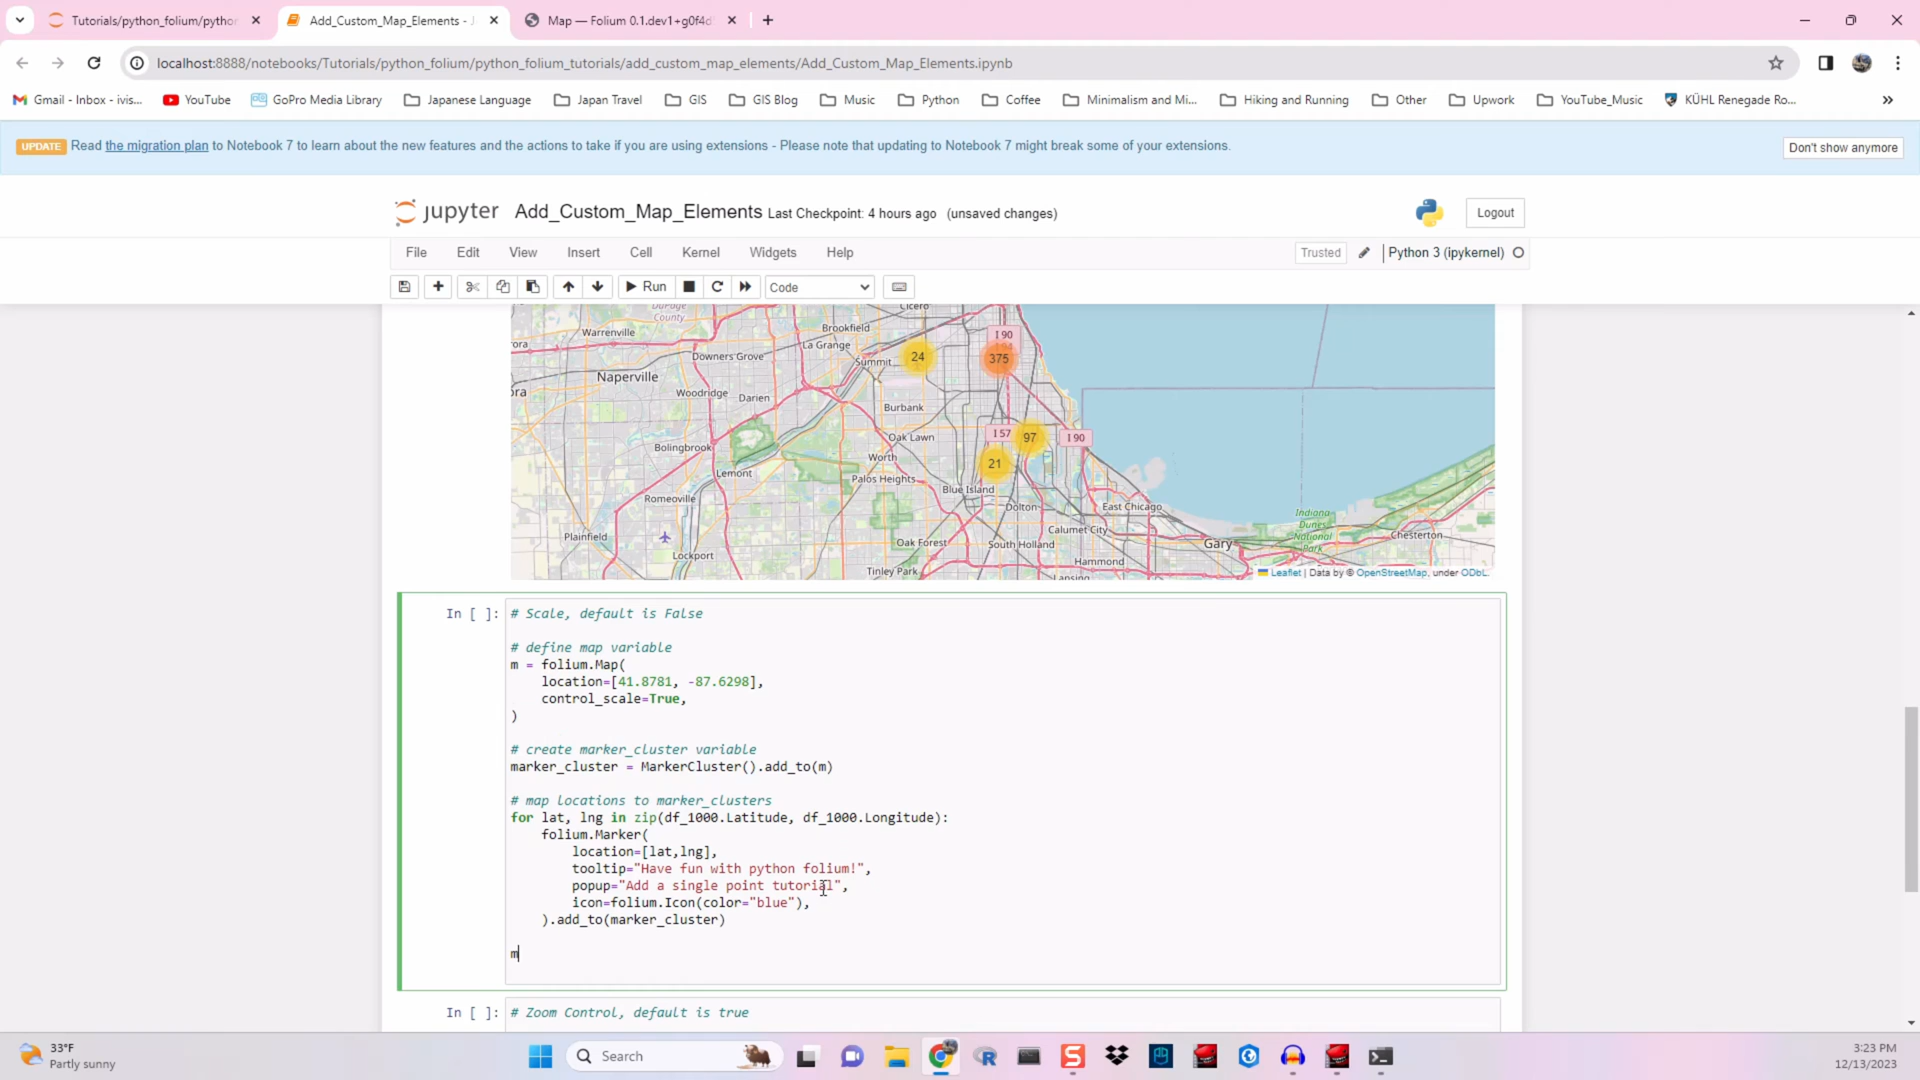 Tutorials/python_folium/pytho
Add_Custom_Map_Elements - J
Map — Folium 0.1.dev1+g0f4d
localhost:8888/notebooks/Tutorials/python_folium/python_folium_tutorials/add_custom_map_elements/Add_Custom_Map_Elements.ipynb
Gmail - Inbox - ivis... YouTube GoPro Media Library Japanese Language Japan Travel GIS GIS Blog Music Python Coffee Minimalism and Mi... Hiking and Running Other Upwork YouTube_Music KÜHL Renegade Ro... »
UPDATE Read the migration plan to Notebook 7 to learn about the new features and the actions to take if you are using extensions - Please note that updating to Notebook 7 might break some of your extensions. Don't show anymore
jupyter Add_Custom_Map_Elements Last Checkpoint: 4 hours ago (unsaved changes) Logout
File Edit View Insert Cell Kernel Widgets Help Trusted Python 3 (ipykernel)
Run Code
Cicero
County
Warrenville
Brookfield
I 90
ora
Downers Grove
La Grange
Summit
24
375
Naperville
ora
Woodridge
Darien
Burbank
Oak Lawn
I 57
97
I 90
Bolingbrook
Worth
21
Lemont
Palos Heights
Blue Island
Romeoville
Dolton
East Chicago
Indiana
Dunes
National
Park
Plainfield
Calumet City
Chesterton
Lockport
Oak Forest
South Holland
Gary
Hammond
Tinley Park
Lansing
Leaflet | Data by © OpenStreetMap, under ODbL.
In [ ]: # Scale, default is False
# define map variable
m = folium.Map(
location=[41.8781, -87.6298],
control_scale=True,
)
# create marker_cluster variable
marker_cluster = MarkerCluster().add_to(m)
# map locations to marker_clusters
for lat, lng in zip(df_1000.Latitude, df_1000.Longitude):
folium.Marker(
location=[lat,lng],
tooltip="Have fun with python folium!",
popup="Add a single point tutorial",
icon=folium.Icon(color="blue"),
).add_to(marker_cluster)
m
In [ ]: # Zoom Control, default is true
33°F
Partly sunny
Search
3:23 PM
12/13/2023